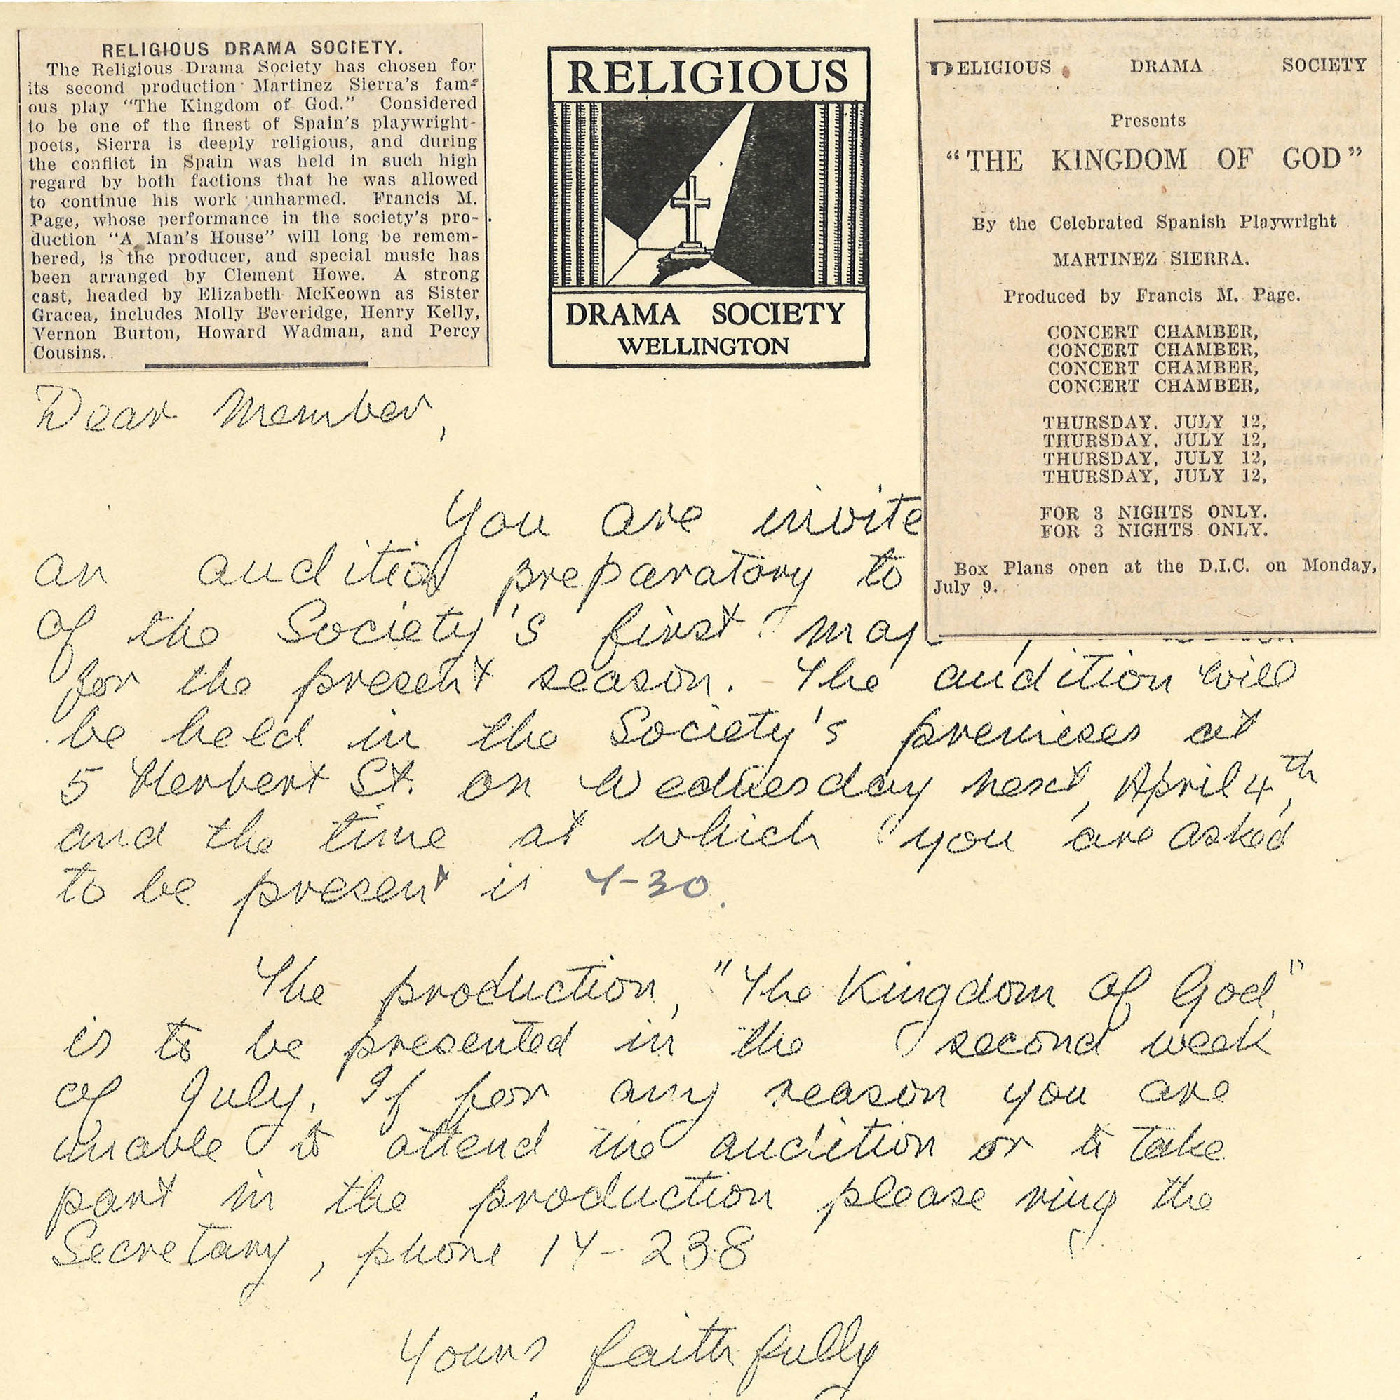 RELIGIOUS DRAMA SOCIETY.
The Religious Drama Society has chosen for
its second production Martinez Sierra's fam-
ous play "The Kingdom of God." Considered
to be one of the finest of Spain's playwright-
poets, Sierra is deeply religious, and during
the conflict in Spain was held in such high
regard by both factions that he was allowed
to continue his work unharmed. Francis M.
Page, whose performance in the society's pro-
duction "A Man's House" will long be remem-
bered, is the producer, and special music has
been arranged by Clement Howe. A strong
cast, headed by Elizabeth McKeown as Sister
Gracea, includes Molly Beveridge, Henry Kelly,
Vernon Burton, Howard Wadman, and Percy
Cousins.
RELIGIOUS
DRAMA SOCIETY
WELLINGTON
RELIGIOUS DRAMA SOCIETY
Presents
"THE KINGDOM OF GOD"
By the Celebrated Spanish Playwright
MARTINEZ SIERRA.
Produced by Francis M. Page.
CONCERT CHAMBER,
CONCERT CHAMBER,
CONCERT CHAMBER,
CONCERT CHAMBER,
THURSDAY, JULY 12,
THURSDAY, JULY 12,
THURSDAY, JULY 12,
THURSDAY, JULY 12,
FOR 3 NIGHTS ONLY.
FOR 3 NIGHTS ONLY.
Box Plans open at the D.I.C. on Monday,
July 9.
Dear Member,
You are invite
an audition preparatory to
of the Society's first maj
for the present season. The audition will
be held in the Society's premises at
5 Herbert St. on Wednesday next, April 4th,
and the time at which you are asked
to be present is 4-30.
The production, "The Kingdom of God,"
is to be presented in the second week
of July. If for any reason you are
unable to attend the audition or to take
part in the production please ring the
Secretary, phone 14-238
Yours faithfully